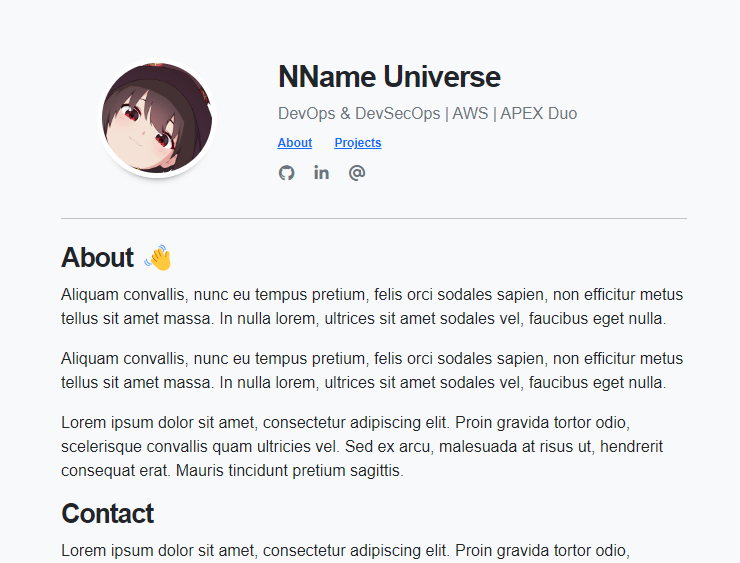 NName Universe
DevOps & DevSecOps | AWS | APEX Duo
About Projects
About 👋
Aliquam convallis, nunc eu tempus pretium, felis orci sodales sapien, non efficitur metus
tellus sit amet massa. In nulla lorem, ultrices sit amet sodales vel, faucibus eget nulla.
Aliquam convallis, nunc eu tempus pretium, felis orci sodales sapien, non efficitur metus
tellus sit amet massa. In nulla lorem, ultrices sit amet sodales vel, faucibus eget nulla.
Lorem ipsum dolor sit amet, consectetur adipiscing elit. Proin gravida tortor odio,
scelerisque convallis quam ultricies vel. Sed ex arcu, malesuada at risus ut, hendrerit
consequat erat. Mauris tincidunt pretium sagittis.
Contact
Lorem ipsum dolor sit amet, consectetur adipiscing elit. Proin gravida tortor odio,